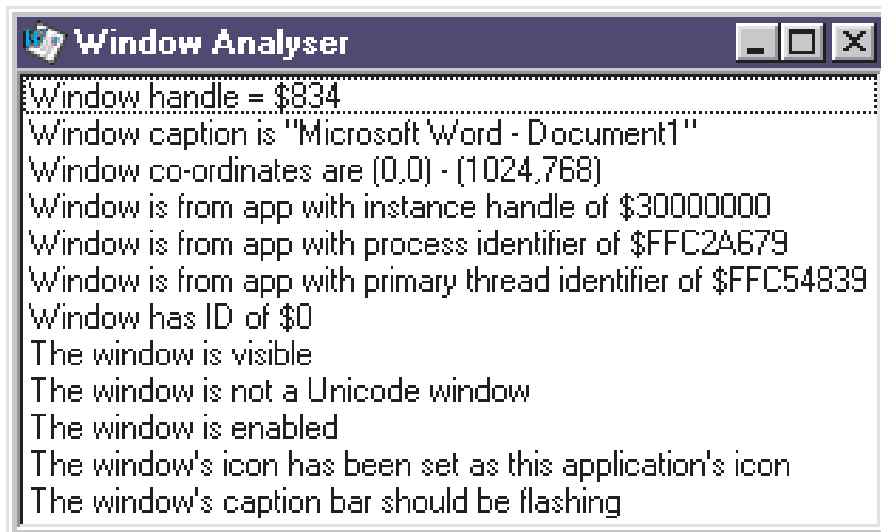 Window Analyser
Window handle = $834
Window caption is "Microsoft Word - Document1"
Window co-ordinates are (0,0) - (1024,768)
Window is from app with instance handle of $30000000
Window is from app with process identifier of $FFC2A679
Window is from app with primary thread identifier of $FFC54839
Window has ID of $0
The window is visible
The window is not a Unicode window
The window is enabled
The window's icon has been set as this application's icon
The window's caption bar should be flashing